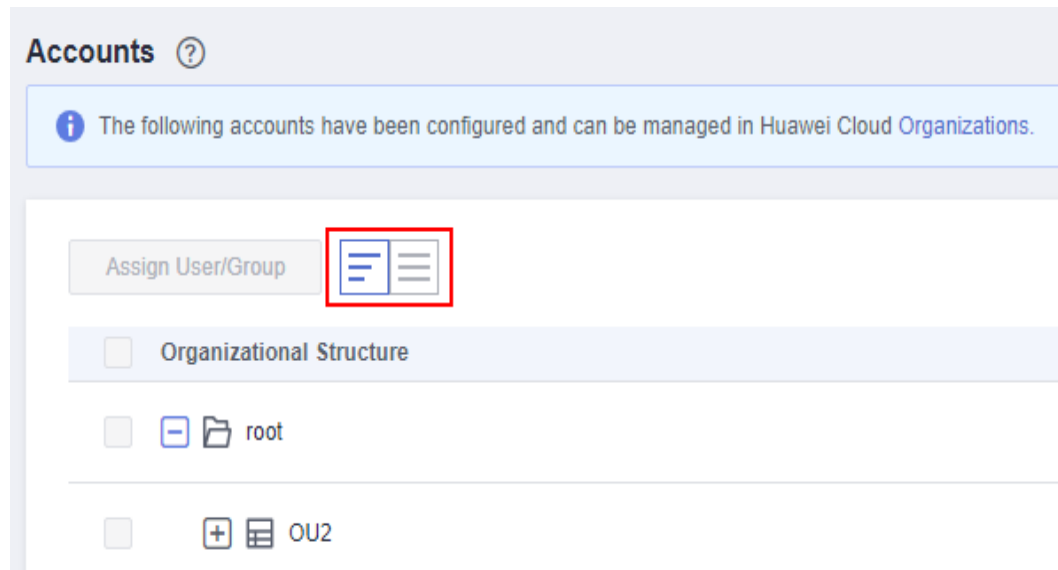 Accounts ?
i The following accounts have been configured and can be managed in Huawei Cloud Organizations.
Assign User/Group
Organizational Structure
root
OU2